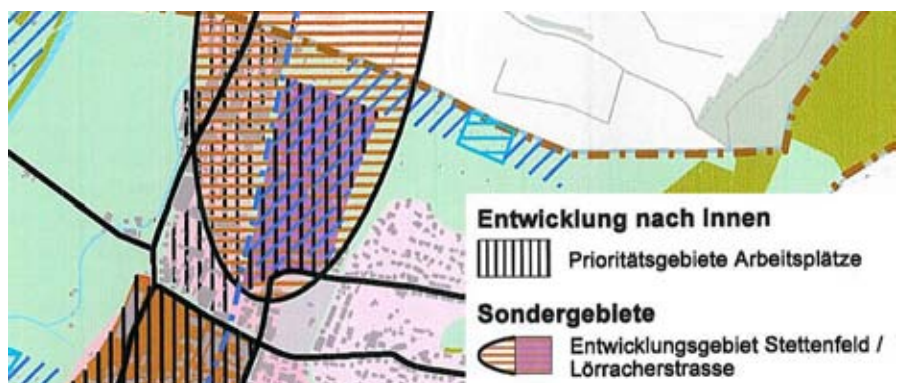 Entwicklung nach Innen
Prioritätsgebiete Arbeitsplätze
Sondergebiete
Entwicklungsgebiet Stettenfeld /
Lörracherstrasse